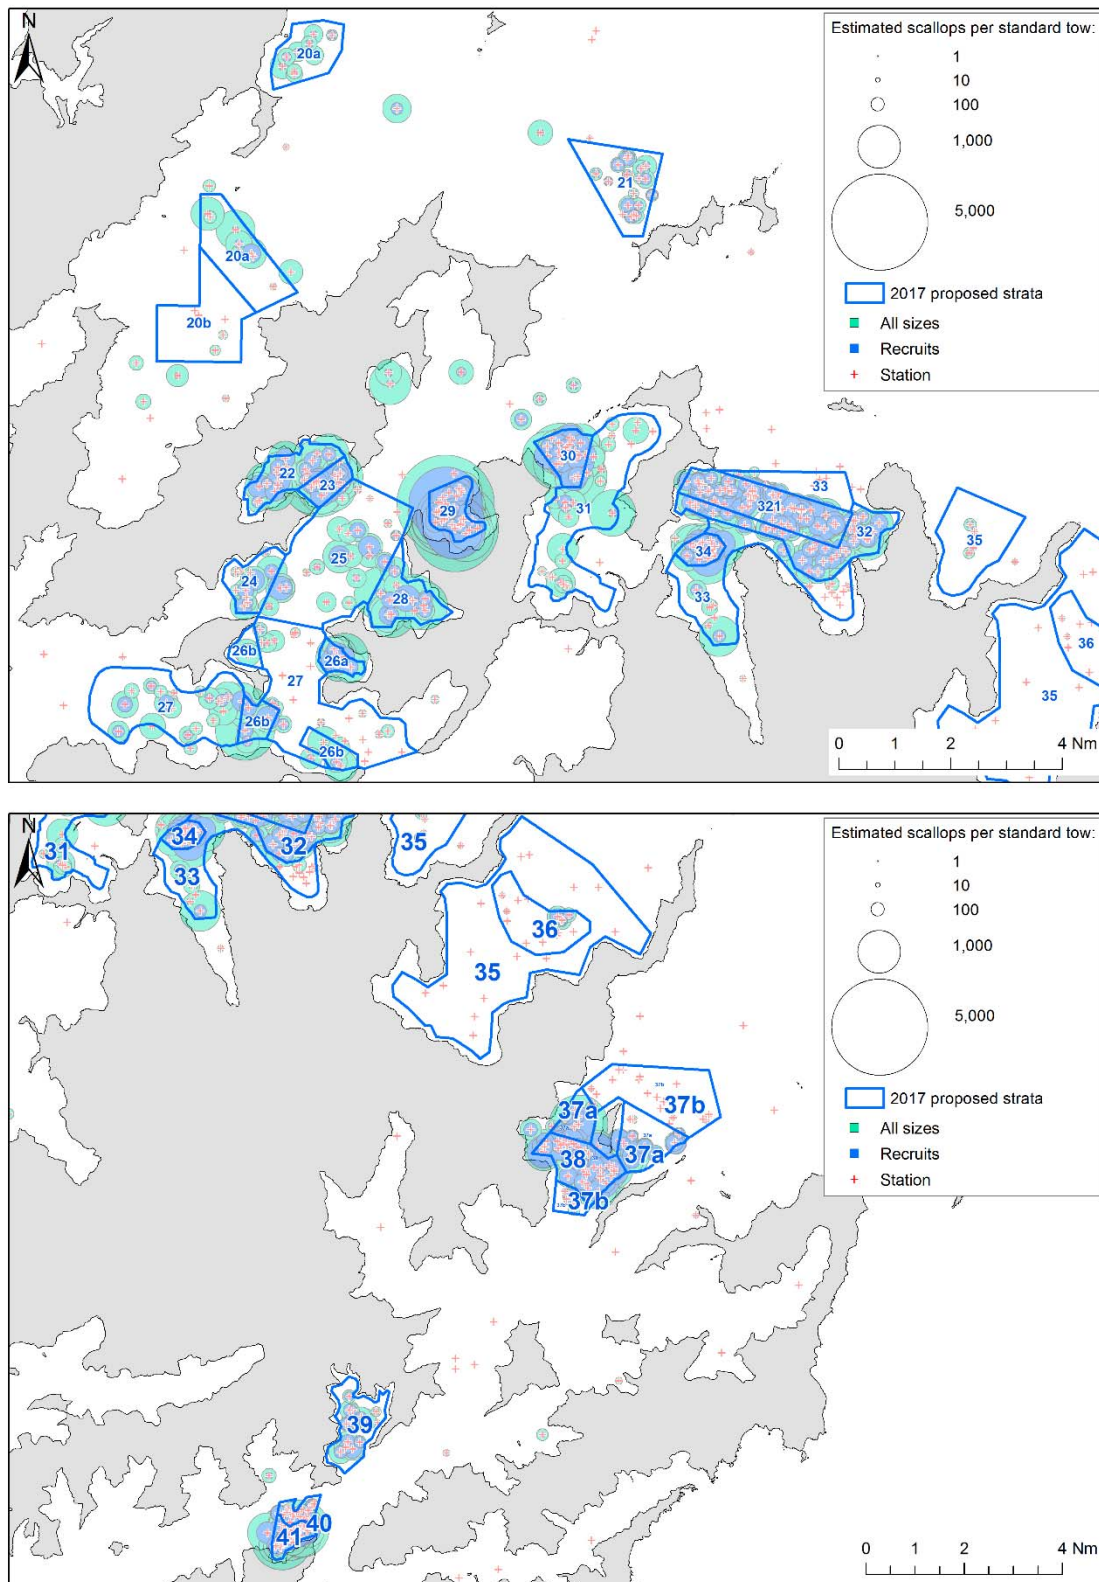 N
Estimated scallops per standard tow:
1
10
100
1,000
5,000
2017 proposed strata
All sizes
Recruits
Station
20a
21
20a
20b
22
23
30
29
31
33
321
32
25
34
35
24
28
33
26b
26a
36
27
35
27
26b
26b
0 1 2 4 Nm
N
Estimated scallops per standard tow:
1
10
100
1,000
5,000
2017 proposed strata
All sizes
Recruits
Station
31
34
32
35
33
36
35
37a
37b
38
37a
37b
39
40
41
0 1 2 4 Nm